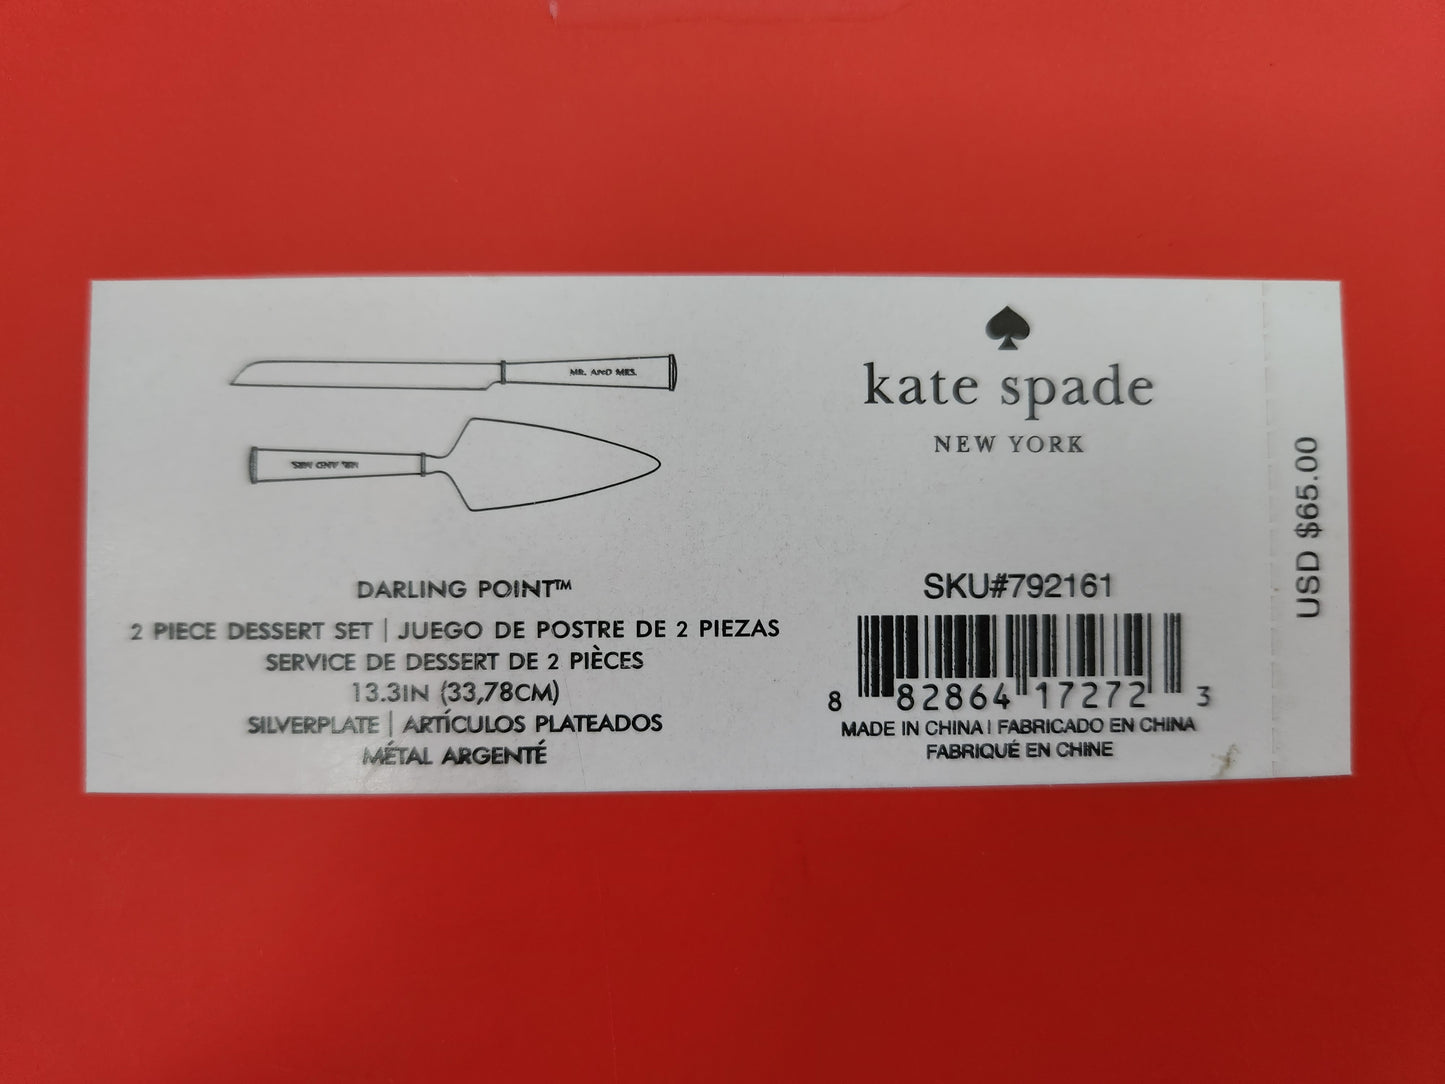 MR. AND MRS.
MR. AND MRS.
DARLING POINT™
2 PIECE DESSERT SET | JUEGO DE POSTRE DE 2 PIEZAS
SERVICE DE DESSERT DE 2 PIÈCES
13.3IN (33,78CM)
SILVERPLATE | ARTÍCULOS PLATEADOS
MÉTAL ARGENTÉ
kate spade
NEW YORK
SKU#792161
8 82864 17272 3
MADE IN CHINA | FABRICADO EN CHINA
FABRIQUÉ EN CHINE
USD $65.00